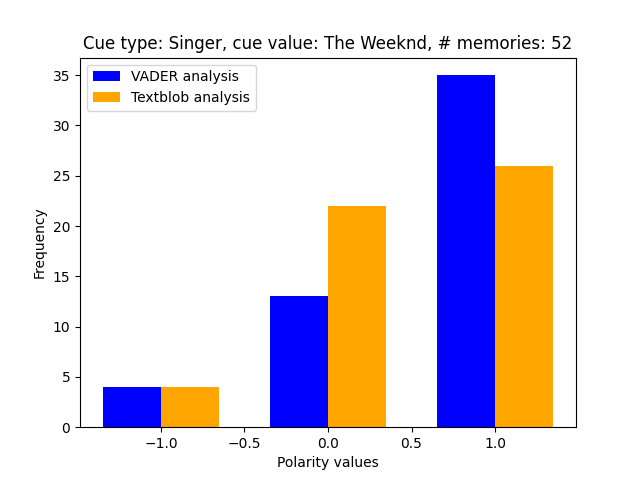 Cue type: Singer, cue value: The Weeknd, # memories: 52
VADER analysis
Textblob analysis
Frequency
35
30
25
20
15
10
5
0
−1.0 −0.5 0.0 0.5 1.0
Polarity values